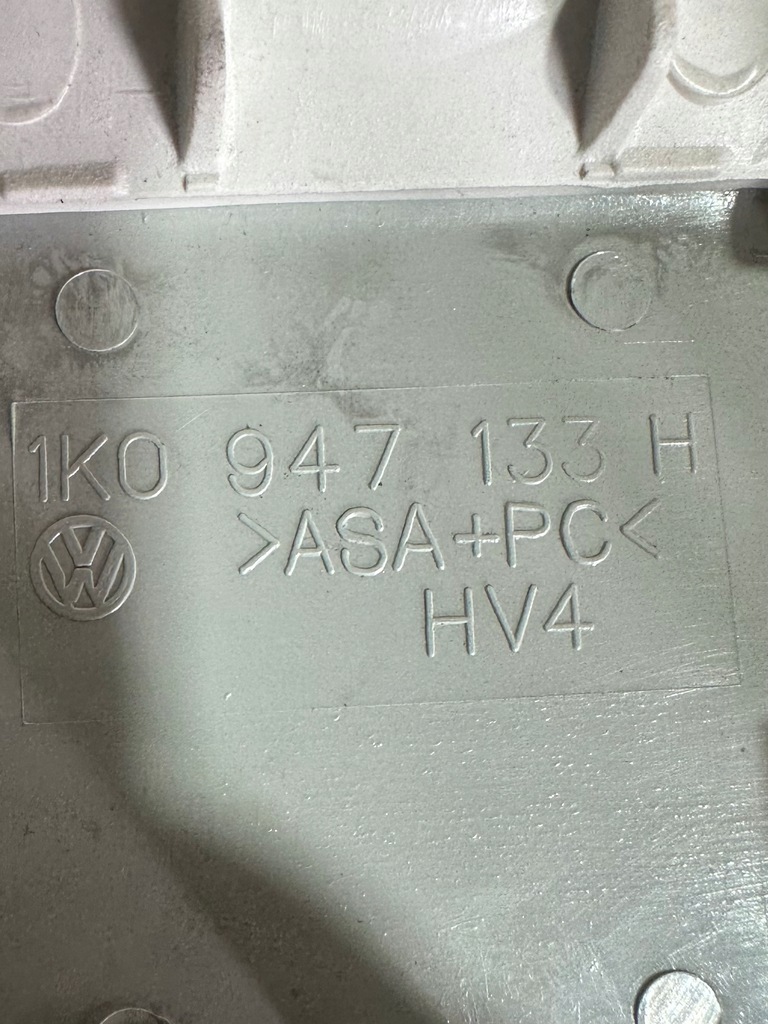 1K0 947 133 H
>ASA+PC<
HV4